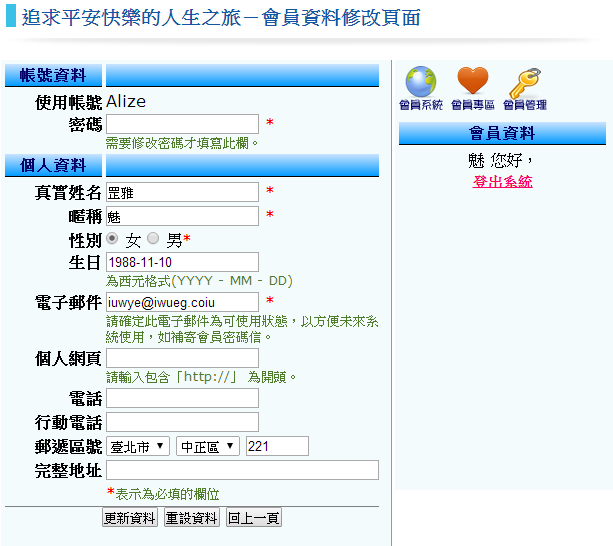 追求平安快樂的人生之旅－會員資料修改頁面
帳號資料
使用帳號 Alize
密碼 *
需要修改密碼才填寫此欄。
個人資料
真實姓名 罡雅 *
暱稱 魅 *
性別 女 男*
生日 1988-11-10
為西元格式(YYYY - MM - DD)
電子郵件 iuwye@iwueg.coiu *
請確定此電子郵件為可使用狀態，以方便未來系
統使用，如補寄會員密碼信。
個人網頁
請輸入包含「http://」 為開頭。
電話
行動電話
郵遞區號 臺北市 中正區 221
完整地址
*表示為必填的欄位
更新資料 重設資料 回上一頁
會員系統 會員專區 會員管理
會員資料
魅 您好，
登出系統